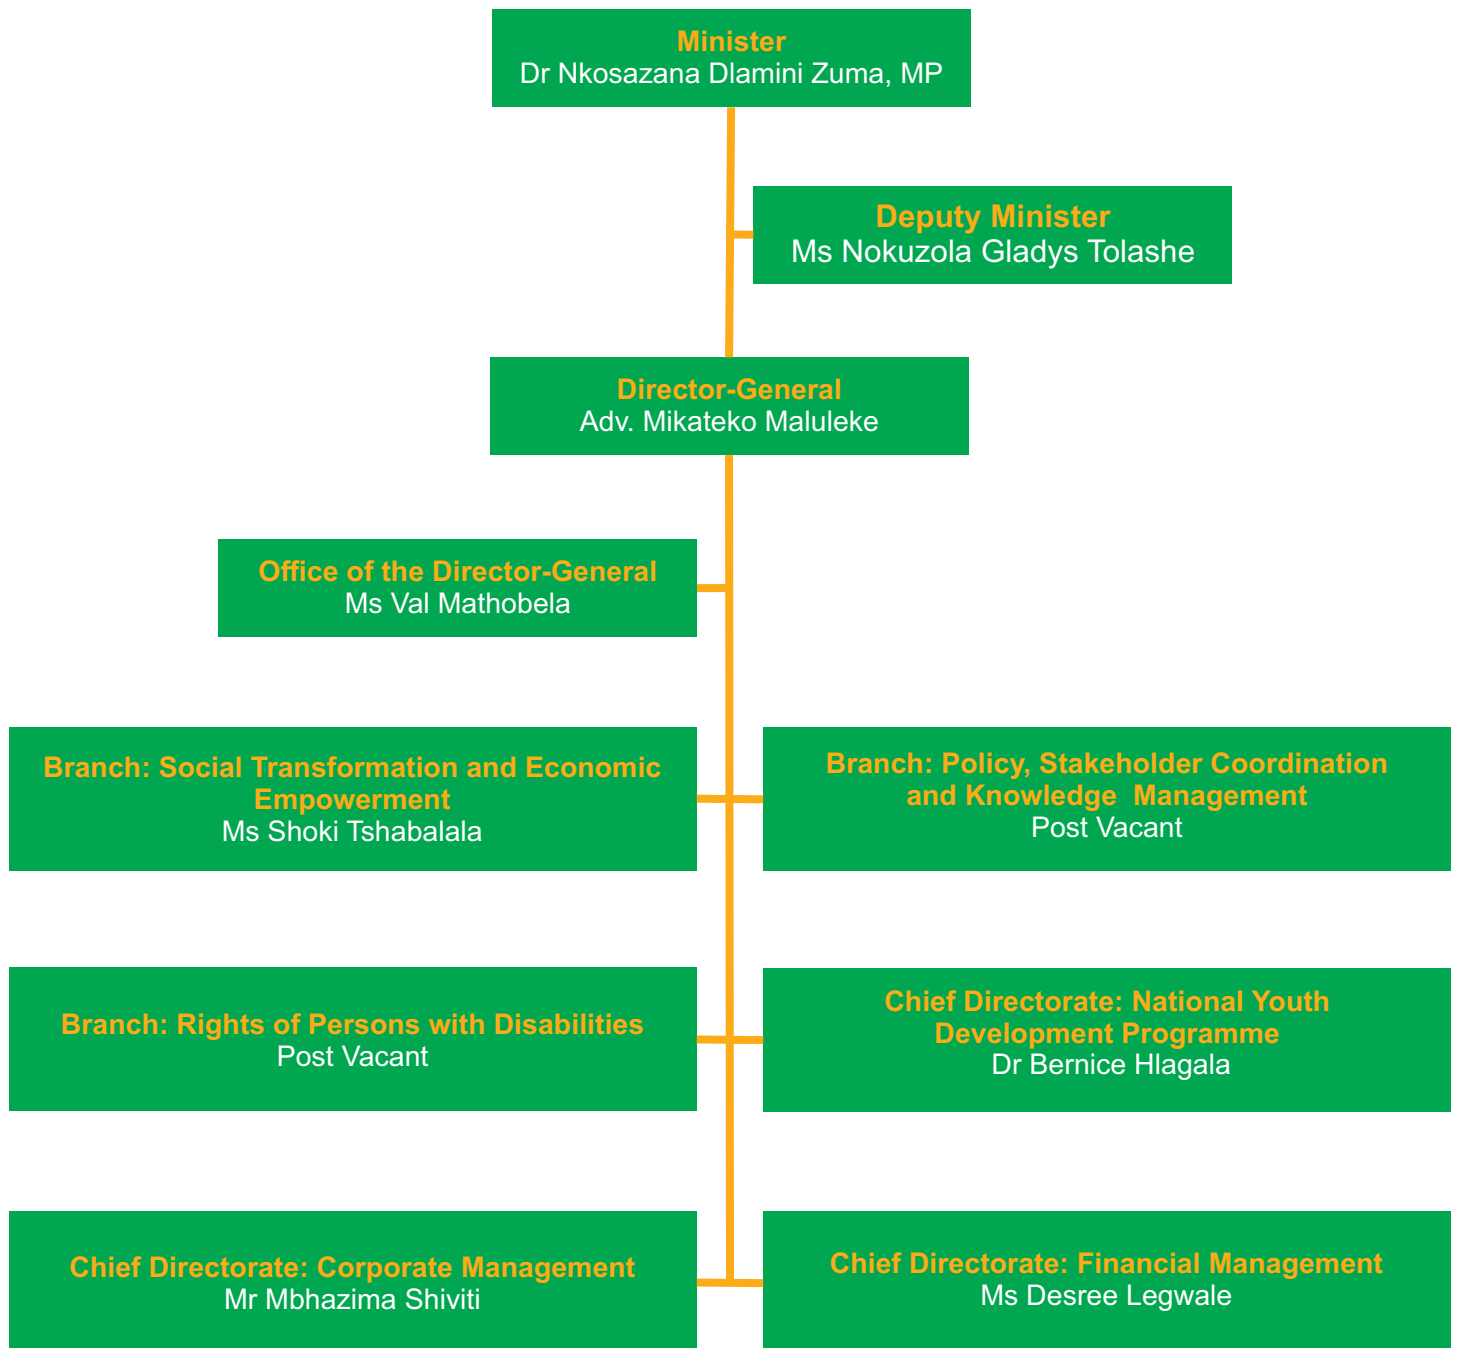 Minister
Dr Nkosazana Dlamini Zuma, MP
Deputy Minister
Ms Nokuzola Gladys Tolashe
Director-General
Adv. Mikateko Maluleke
Office of the Director-General
Ms Val Mathobela
Branch: Social Transformation and Economic
Empowerment
Ms Shoki Tshabalala
Branch: Policy, Stakeholder Coordination
and Knowledge  Management
Post Vacant
Branch: Rights of Persons with Disabilities
Post Vacant
Chief Directorate: National Youth
Development Programme
Dr Bernice Hlagala
Chief Directorate: Corporate Management
Mr Mbhazima Shiviti
Chief Directorate: Financial Management
Ms Desree Legwale